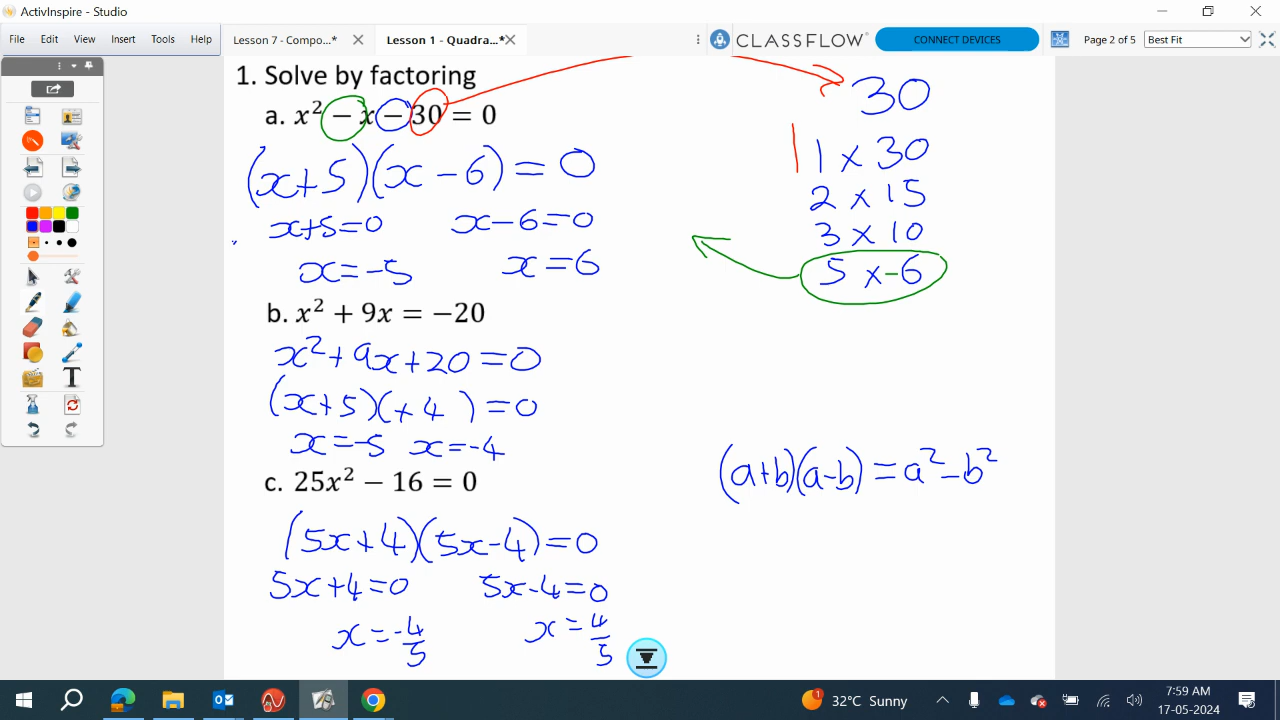 ActivInspire - Studio
File Edit View Insert Tools Help
Lesson 7 - Compo...*
Lesson 1 - Quadra...*
CLASSFLOW
CONNECT DEVICES
Page 2 of 5
Best Fit
1. Solve by factoring
a. x² − x − 30 = 0
(x+5)(x−6)=0
x+5=0 x−6=0
x=−5 x=6
30
1 x 30
2 x 15
3 x 10
5 x −6
b. x² + 9x = −20
x²+9x+20=0
(x+5)(+4 )=0
x=−5 x=−4
c. 25x² − 16 = 0
(a+b)(a−b)=a²−b²
(5x+4)(5x−4)=0
5x+4=0 5x−4=0
x=−4/5 x=4/5
T
1
32°C Sunny
7:59 AM
17-05-2024